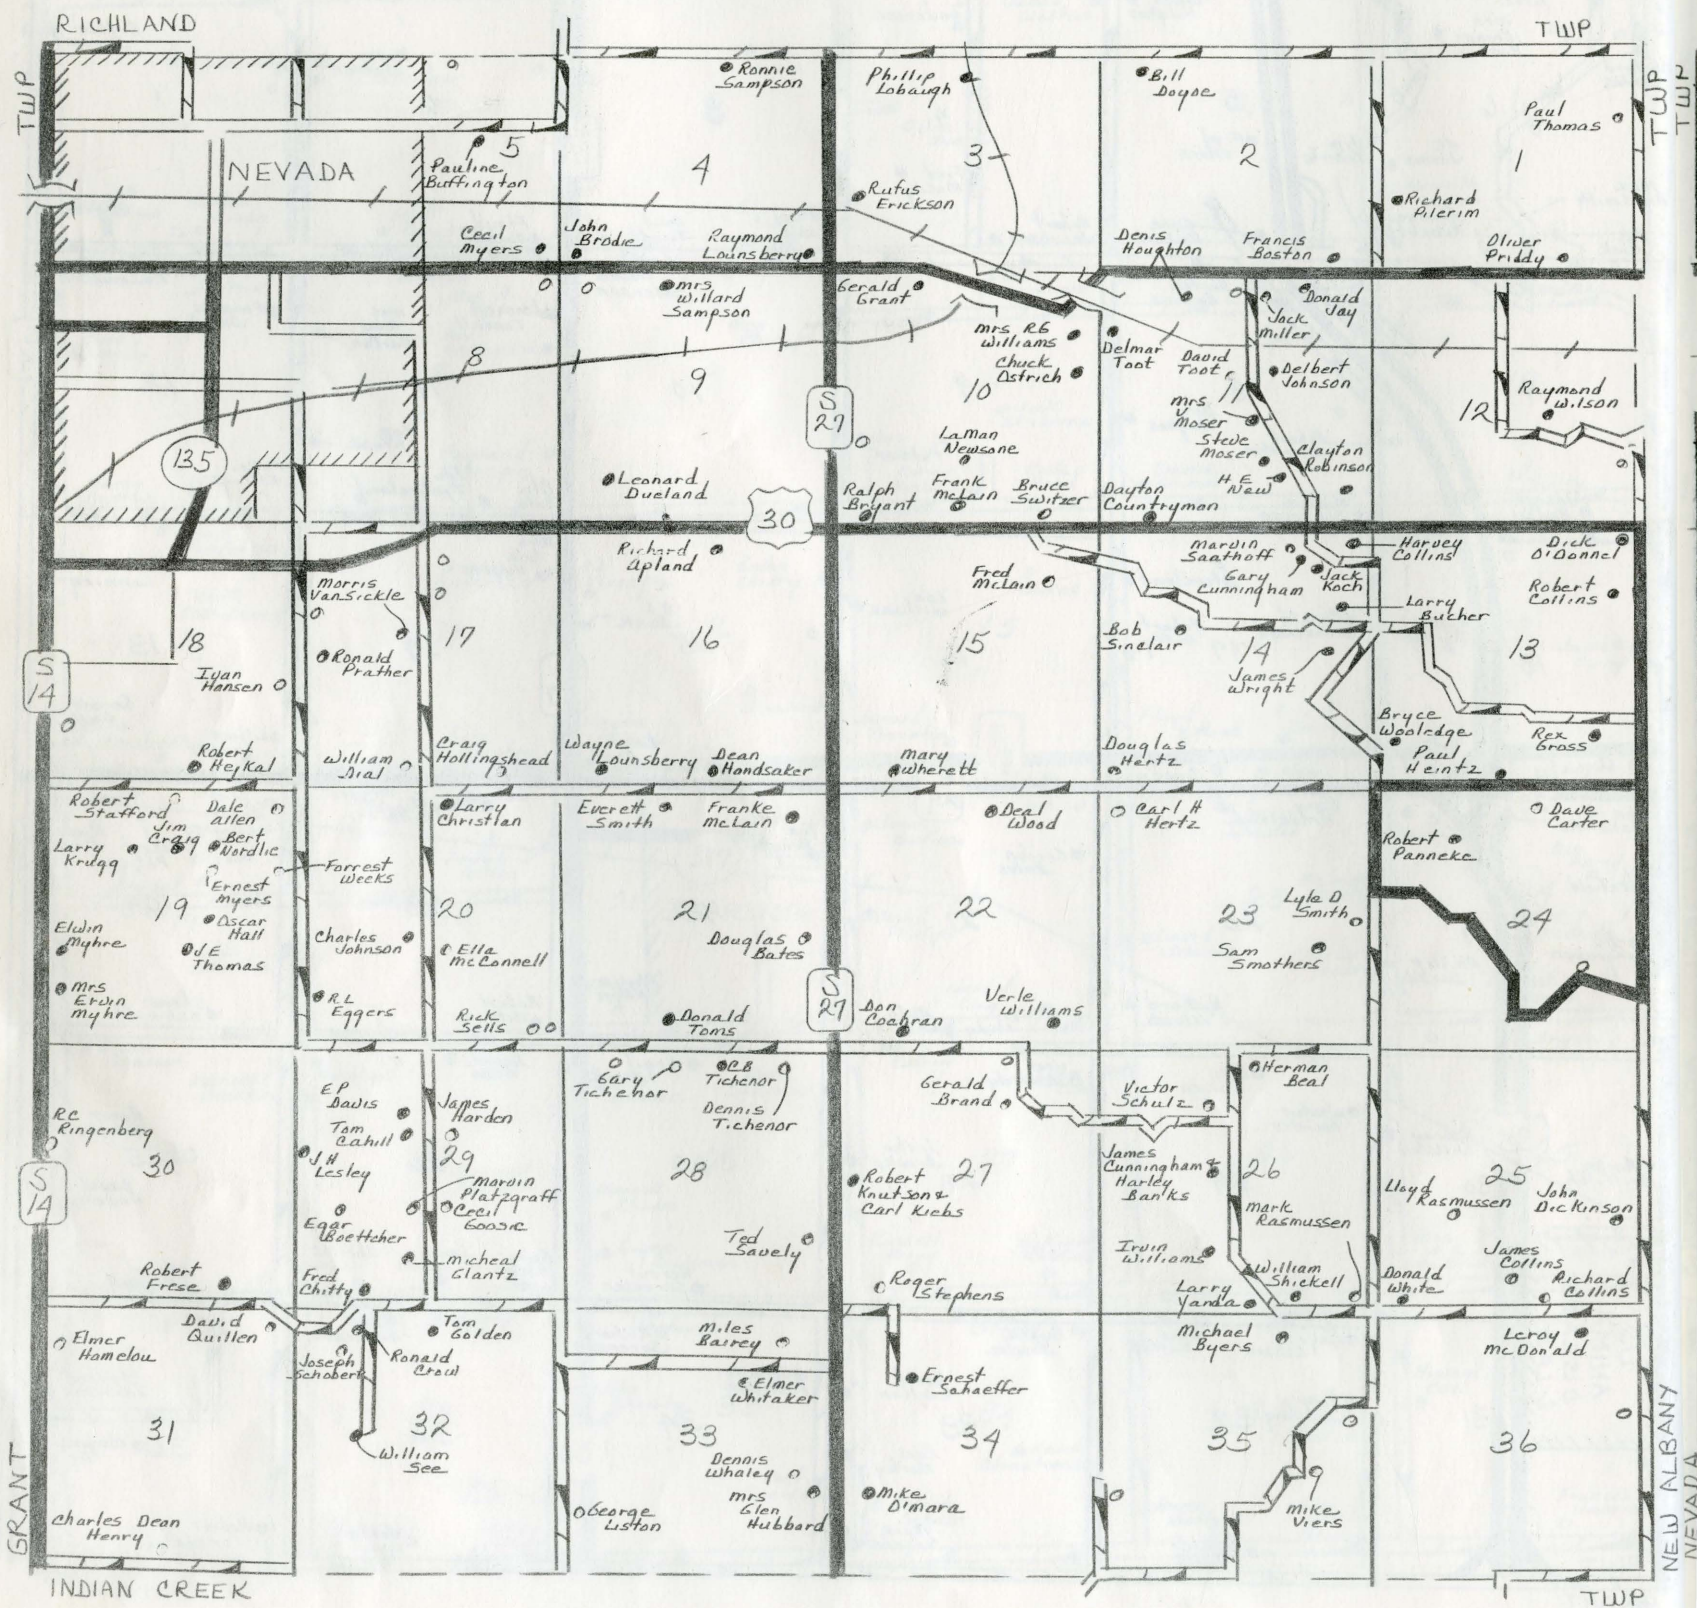 RICHLAND
TWP
TWP
TWP
TWP
Ronnie
Sampson
Phillip
Lobaugh
Bill
Doyoe
Paul
Thomas
5
4
3
2
1
NEVADA
Pauline
Buffington
Rufus
Erickson
Richard
Pilgrim
Cecil
Myers
John
Brodie
Raymond
Lounsberry
Denis
Houghton
Francis
Boston
Oliver
Priddy
mrs
Willard
Sampson
Gerald
Grant
Donald
Jay
Jack
Miller
mrs RG
Williams
Chuck
Ostrich
Delmar
Toot
David
Toot
Delbert
Johnson
8
9
10
11
12
Raymond
Wilson
S
27
mrs
V
Moser
Steve
Moser
H E
New
Clayton
Robinson
LaMan
Newsone
135
Leonard
Dueland
Ralph
Bryant
Frank
McLain
Bruce
Switzer
Dayton
Countryman
30
Richard
Apland
Fred
McLain
Marvin
Saathoff
Gary
Cunningham
Jack
Koch
Harvey
Collins
Dick
O'Donnel
Robert
Collins
Larry
Bucher
Morris
VanSickle
18
17
16
15
14
13
Ronald
Prather
Ivan
Hansen
Bob
Sinclair
James
Wright
S
14
Robert
Heykal
William
Dial
Craig
Hollingshead
Wayne
Lounsberry
Dean
Handsaker
Mary
Wherett
Douglas
Hertz
Bryce
Wooledge
Paul
Heintz
Rex
Gross
Robert
Stafford
Jim
Craig
Dale
Allen
Bert
Nordlie
Larry
Krugg
Larry
Christian
Everett
Smith
Franke
McLain
Deal
Wood
Carl H
Hertz
Dave
Carter
Robert
Panneke
Forrest
Weeks
Ernest
Myers
Oscar
Hall
19
20
21
22
23
24
Elwin
Myhre
J E
Thomas
Charles
Johnson
Ella
McConnell
Douglas
Bates
Lyle D
Smith
Sam
Smothers
Mrs
Erwin
Myhre
R L
Eggers
Rick
Sells
Donald
Toms
S
27
Don
Cochran
Verle
Williams
Gary
Tichenor
CB
Tichenor
Dennis
Tichenor
Gerald
Brand
Victor
Schulz
Herman
Beal
RC
Ringenberg
E P
Davis
Tom
Cahill
J H
Lesley
James
Harden
30
29
28
27
26
25
S
14
Marvin
Platzgraff
Cecil
Goosic
Egar
Boettcher
Micheal
Glantz
Robert
Knutson &
Carl Kiebs
James
Cunningham &
Harley
Banks
Lloyd
Rasmussen
John
Dickinson
Mark
Rasmussen
Ted
Savely
Irvin
Williams
James
Collins
Robert
Frese
Fred
Chitty
Roger
Stephens
William
Shickell
Larry
Yanda
Donald
White
Richard
Collins
David
Quillen
Elmer
Hamelou
Tom
Golden
Miles
Bairey
Michael
Byers
Leroy
McDonald
Joseph
Schobert
Ronald
Crow
Elmer
Whitaker
Ernest
Schaeffer
31
32
33
34
35
36
William
See
Dennis
Whaley
mrs
Glen
Hubbard
Mike
O'mara
Mike
Viers
George
Liston
Charles Dean
Henry
GRANT
NEW ALBANY
NEVADA
INDIAN CREEK
TWP